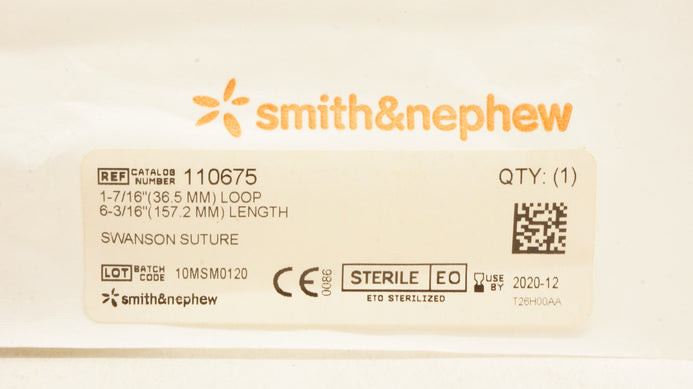 smith&nephew
REF CATALOG NUMBER 110675
QTY: (1)
1-7/16"(36.5 MM) LOOP
6-3/16"(157.2 MM) LENGTH
SWANSON SUTURE
LOT BATCH CODE 10MSM0120
CE 0086
STERILE EO
ETO STERILIZED
USE BY 2020-12
smith&nephew
T26H00AA